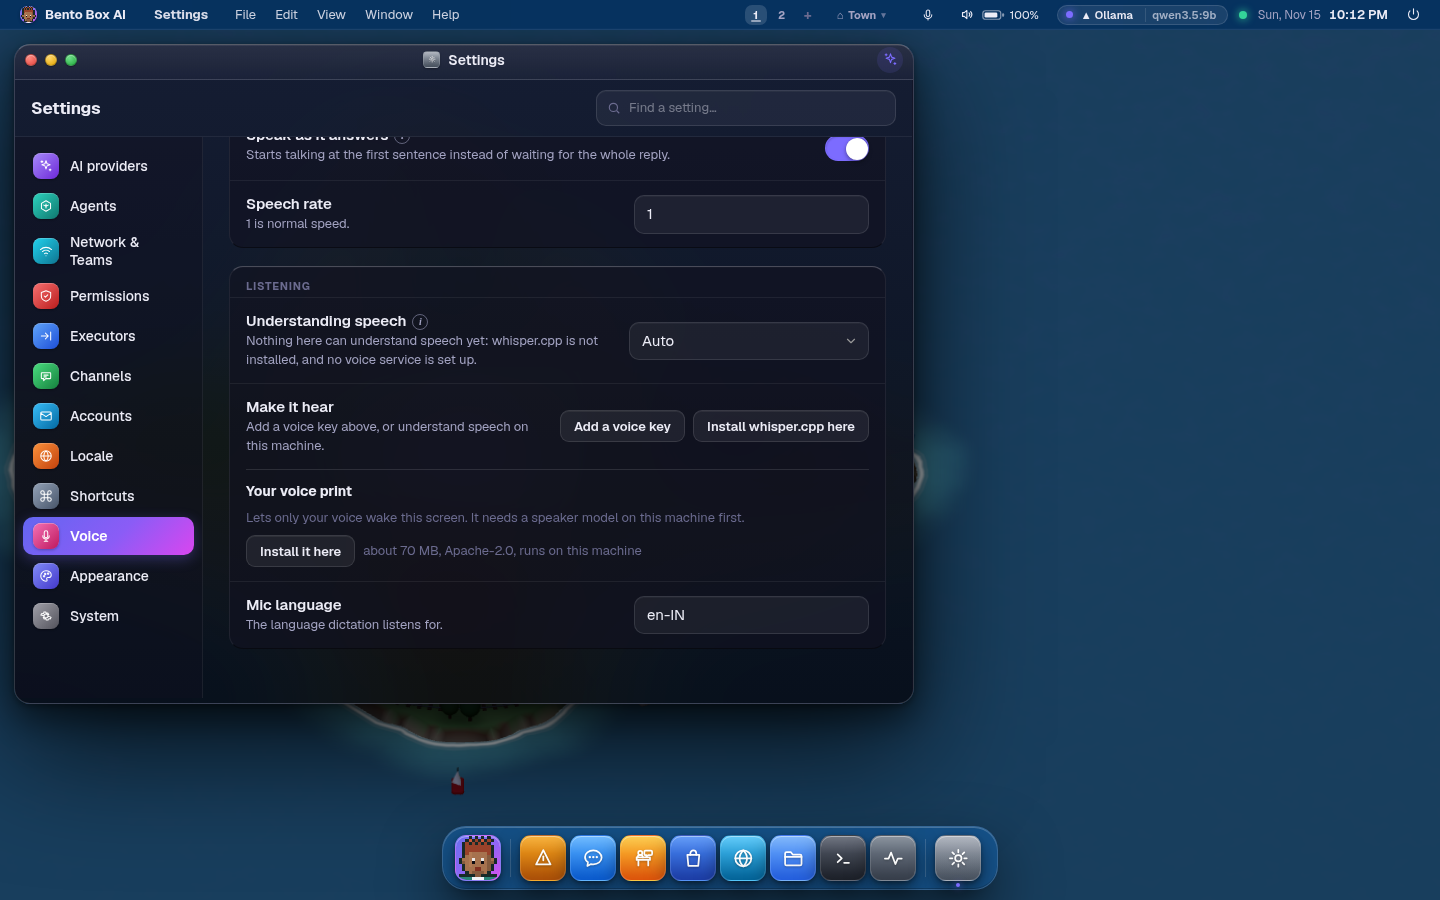 Bento Box AI Settings File Edit View Window Help 1 2 + Town 100% ▲ Ollama qwen3.5:9b Sun, Nov 15 10:12 PM
Settings
Settings
Find a setting...
AI providers
Agents
Network &
Teams
Permissions
Executors
Channels
Accounts
Locale
Shortcuts
Voice
Appearance
System
Speak as it answers
Starts talking at the first sentence instead of waiting for the whole reply.
Speech rate
1 is normal speed.
1
LISTENING
Understanding speech i
Nothing here can understand speech yet: whisper.cpp is not
installed, and no voice service is set up.
Auto
Make it hear
Add a voice key above, or understand speech on
this machine.
Add a voice key
Install whisper.cpp here
Your voice print
Lets only your voice wake this screen. It needs a speaker model on this machine first.
Install it here about 70 MB, Apache-2.0, runs on this machine
Mic language
The language dictation listens for.
en-IN